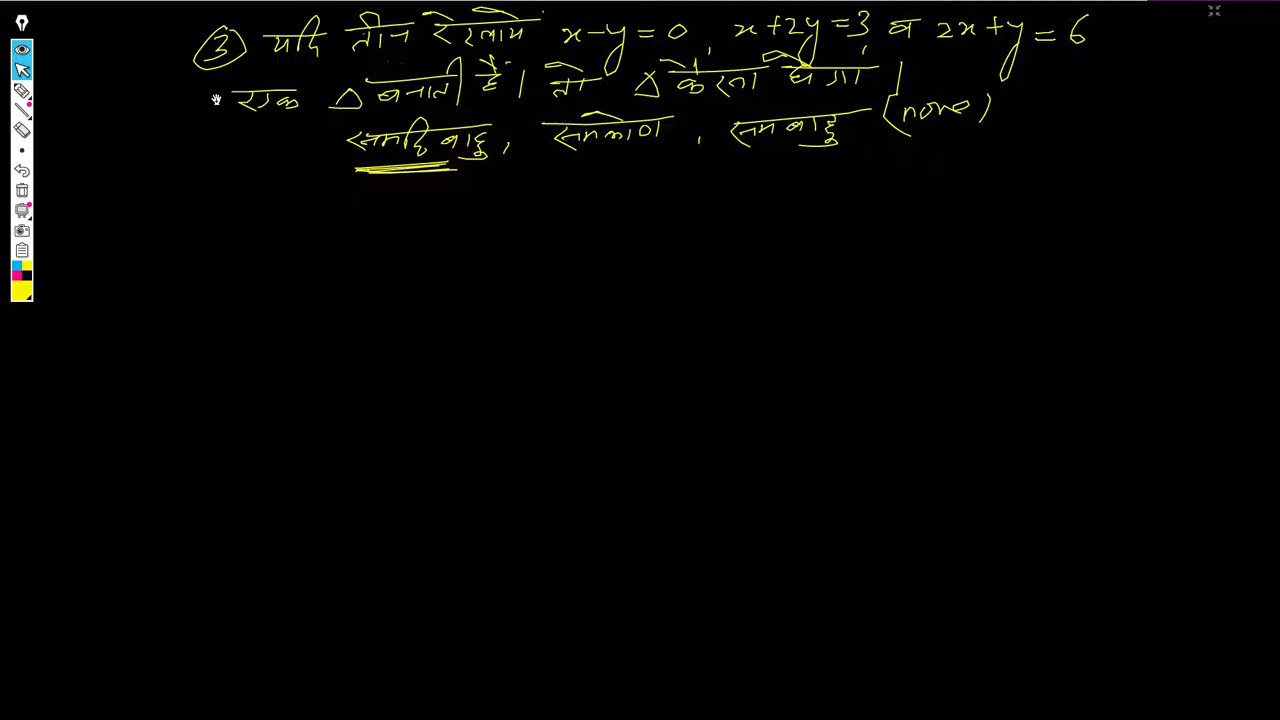 ③ यदि तीन रेखाये x-y=0, x+2y=3 व 2x+y=6
एक △ बनाती है। तो △ कैसा होगा।
समद्विबाहु, समकोण, समबाहु (none)